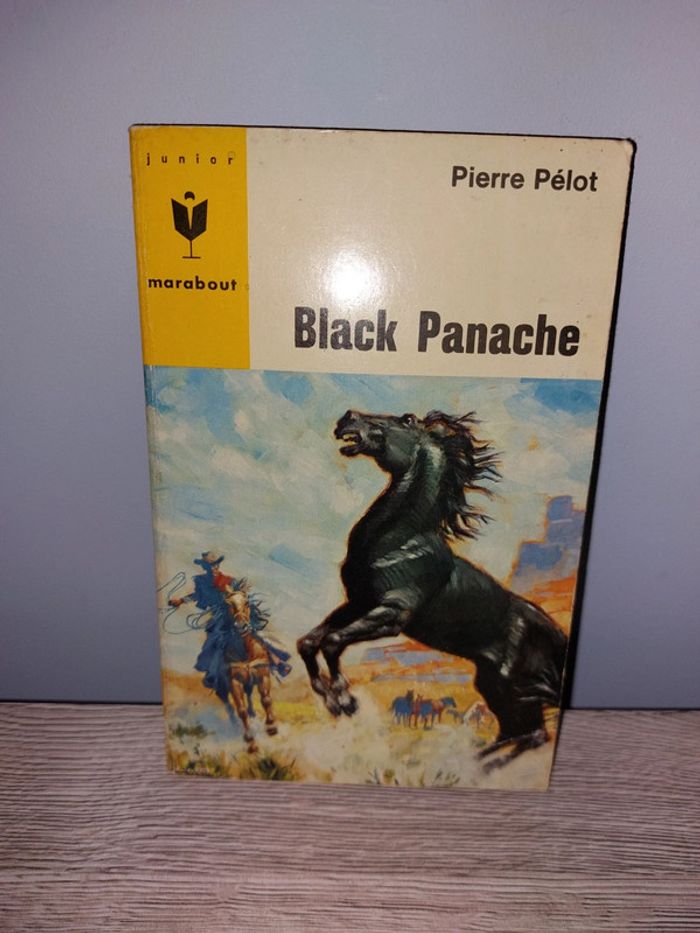 junior
marabout
Pierre Pélot
Black Panache